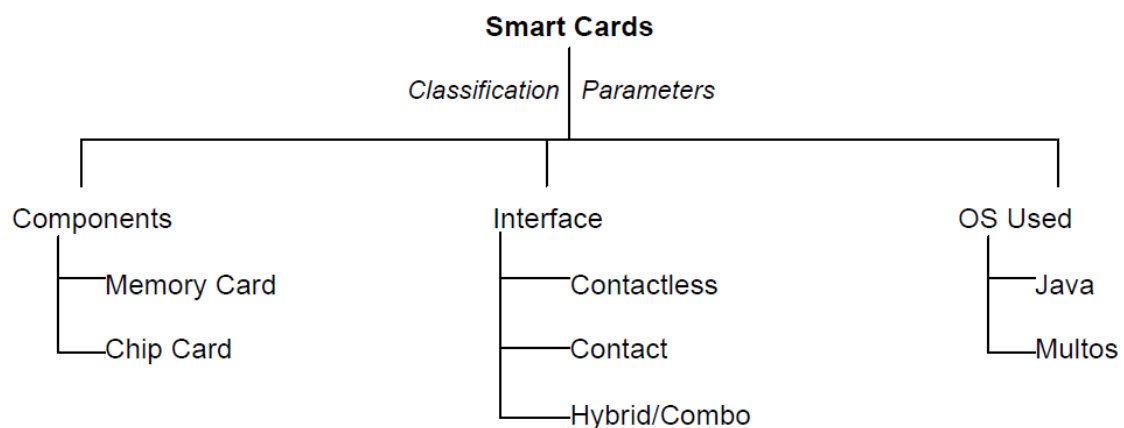 Smart Cards
Classification Parameters
Components
Memory Card
Chip Card
Interface
Contactless
Contact
Hybrid/Combo
OS Used
Java
Multos